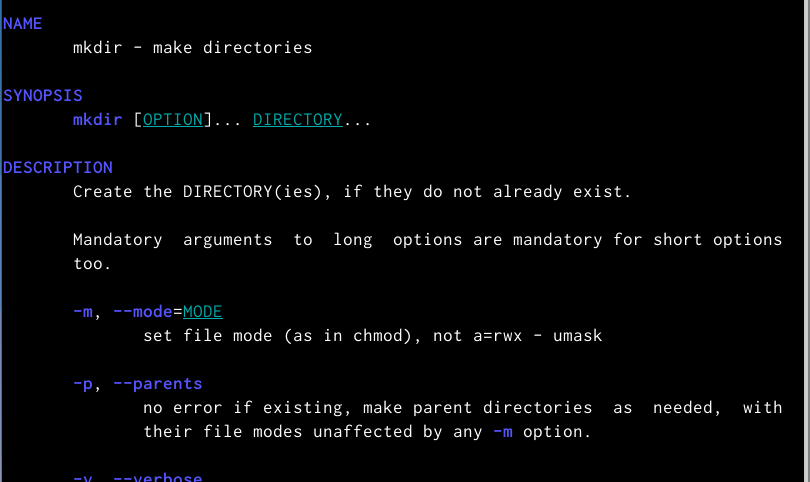 NAME
mkdir - make directories
SYNOPSIS
mkdir [OPTION]... DIRECTORY...
DESCRIPTION
Create the DIRECTORY(ies), if they do not already exist.
Mandatory  arguments  to  long  options are mandatory for short options
too.
-m, --mode=MODE
set file mode (as in chmod), not a=rwx - umask
-p, --parents
no error if existing, make parent directories  as  needed,  with
their file modes unaffected by any -m option.
-v, --verbose